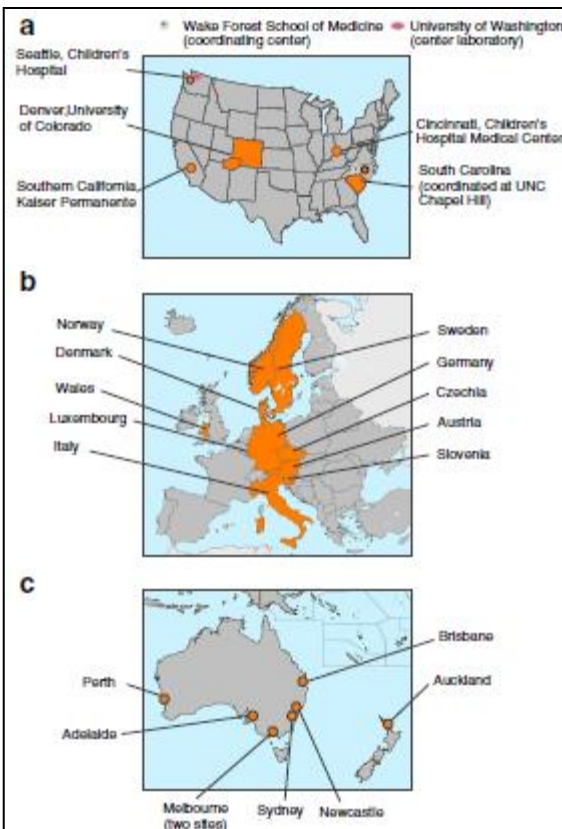 a
Wake Forest School of Medicine
(coordinating center)
University of Washington
(center laboratory)
Seattle, Children's
Hospital
Denver,University
of Colorado
Southern California,
Kaiser Permanente
Cincinnati, Children's
Hospital Medical Center
South Carolina
(coordinated at UNC
Chapel Hill)
b
Norway
Denmark
Wales
Luxembourg
Italy
Sweden
Germany
Czechia
Austria
Slovenia
c
Perth
Adelaide
Melbourne
(two sites)
Sydney
Newcastle
Brisbane
Auckland